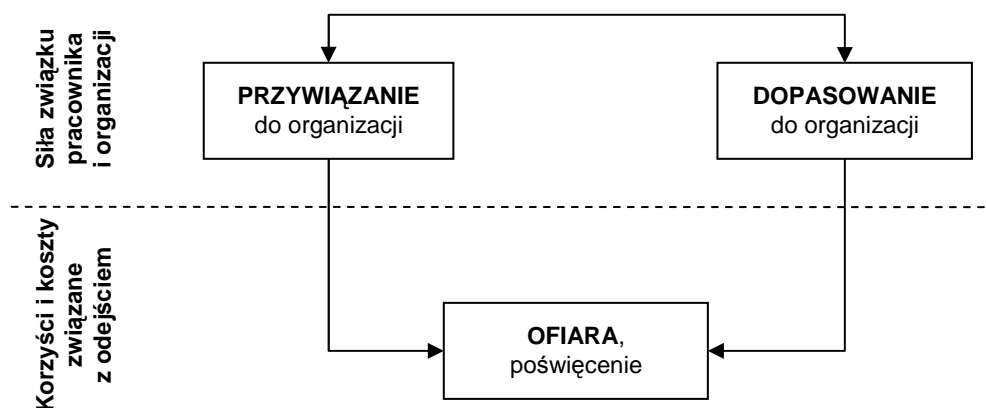 Siła związku
pracownika
i organizacji
PRZYWIĄZANIE
do organizacji
DOPASOWANIE
do organizacji
Korzyści i koszty
związane
z odejściem
OFIARA,
poświęcenie